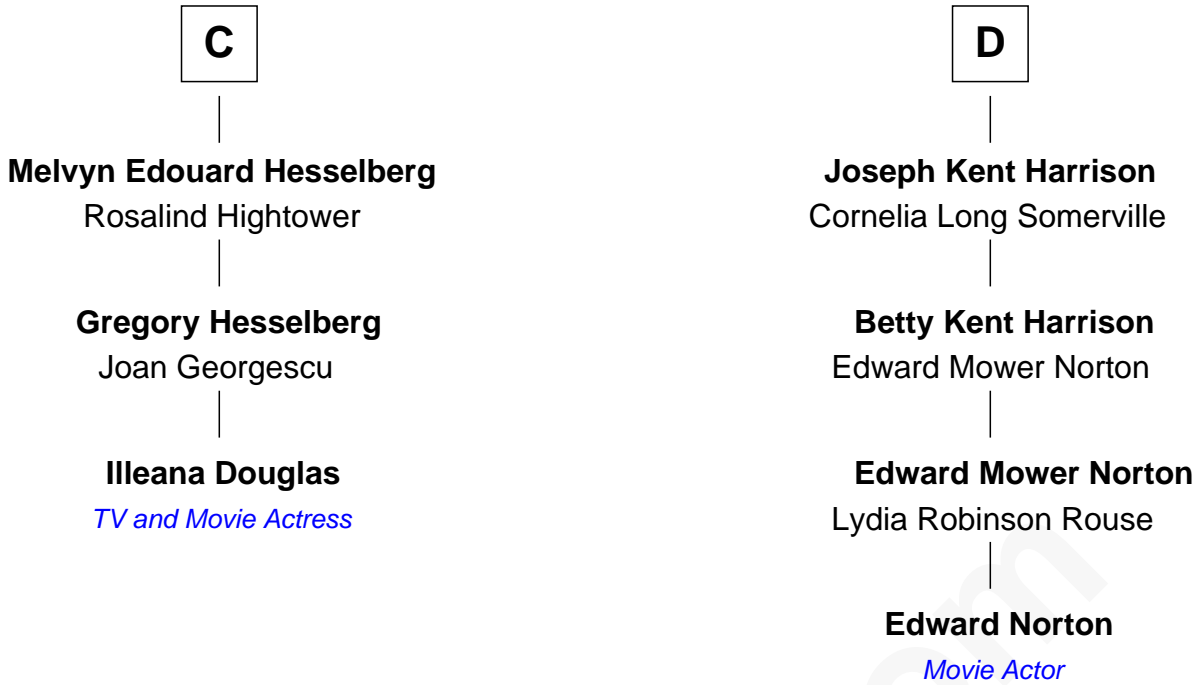 C
Melvyn Edouard Hesselberg
Rosalind Hightower
Gregory Hesselberg
Joan Georgescu
Illeana Douglas
TV and Movie Actress
D
Joseph Kent Harrison
Cornelia Long Somerville
Betty Kent Harrison
Edward Mower Norton
Edward Mower Norton
Lydia Robinson Rouse
Edward Norton
Movie Actor